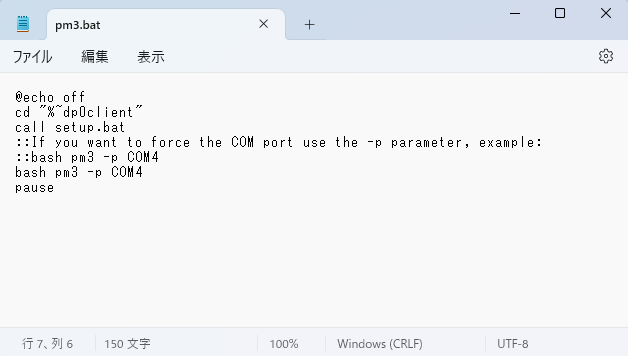 pm3.bat
ファイル 編集 表示
@echo off
cd "%~dp0client"
call setup.bat
::If you want to force the COM port use the -p parameter, example:
::bash pm3 -p COM4
bash pm3 -p COM4
pause
行 7、列 6 150 文字 100% Windows (CRLF) UTF-8